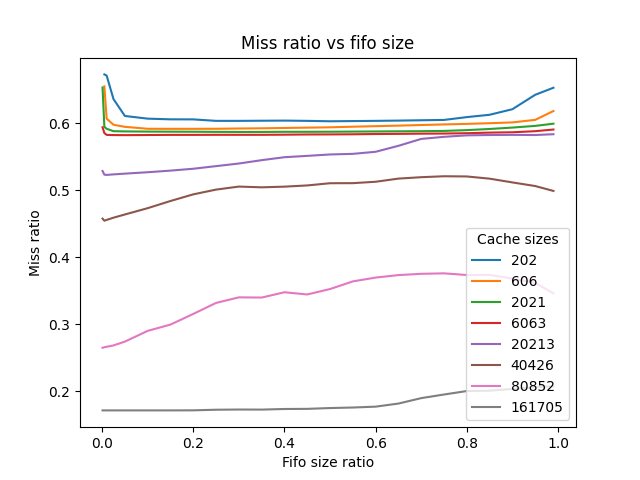 Miss ratio vs fifo size
Miss ratio
0.6
0.5
0.4
0.3
0.2
Cache sizes
202
606
2021
6063
20213
40426
80852
161705
0.0 0.2 0.4 0.6 0.8 1.0
Fifo size ratio